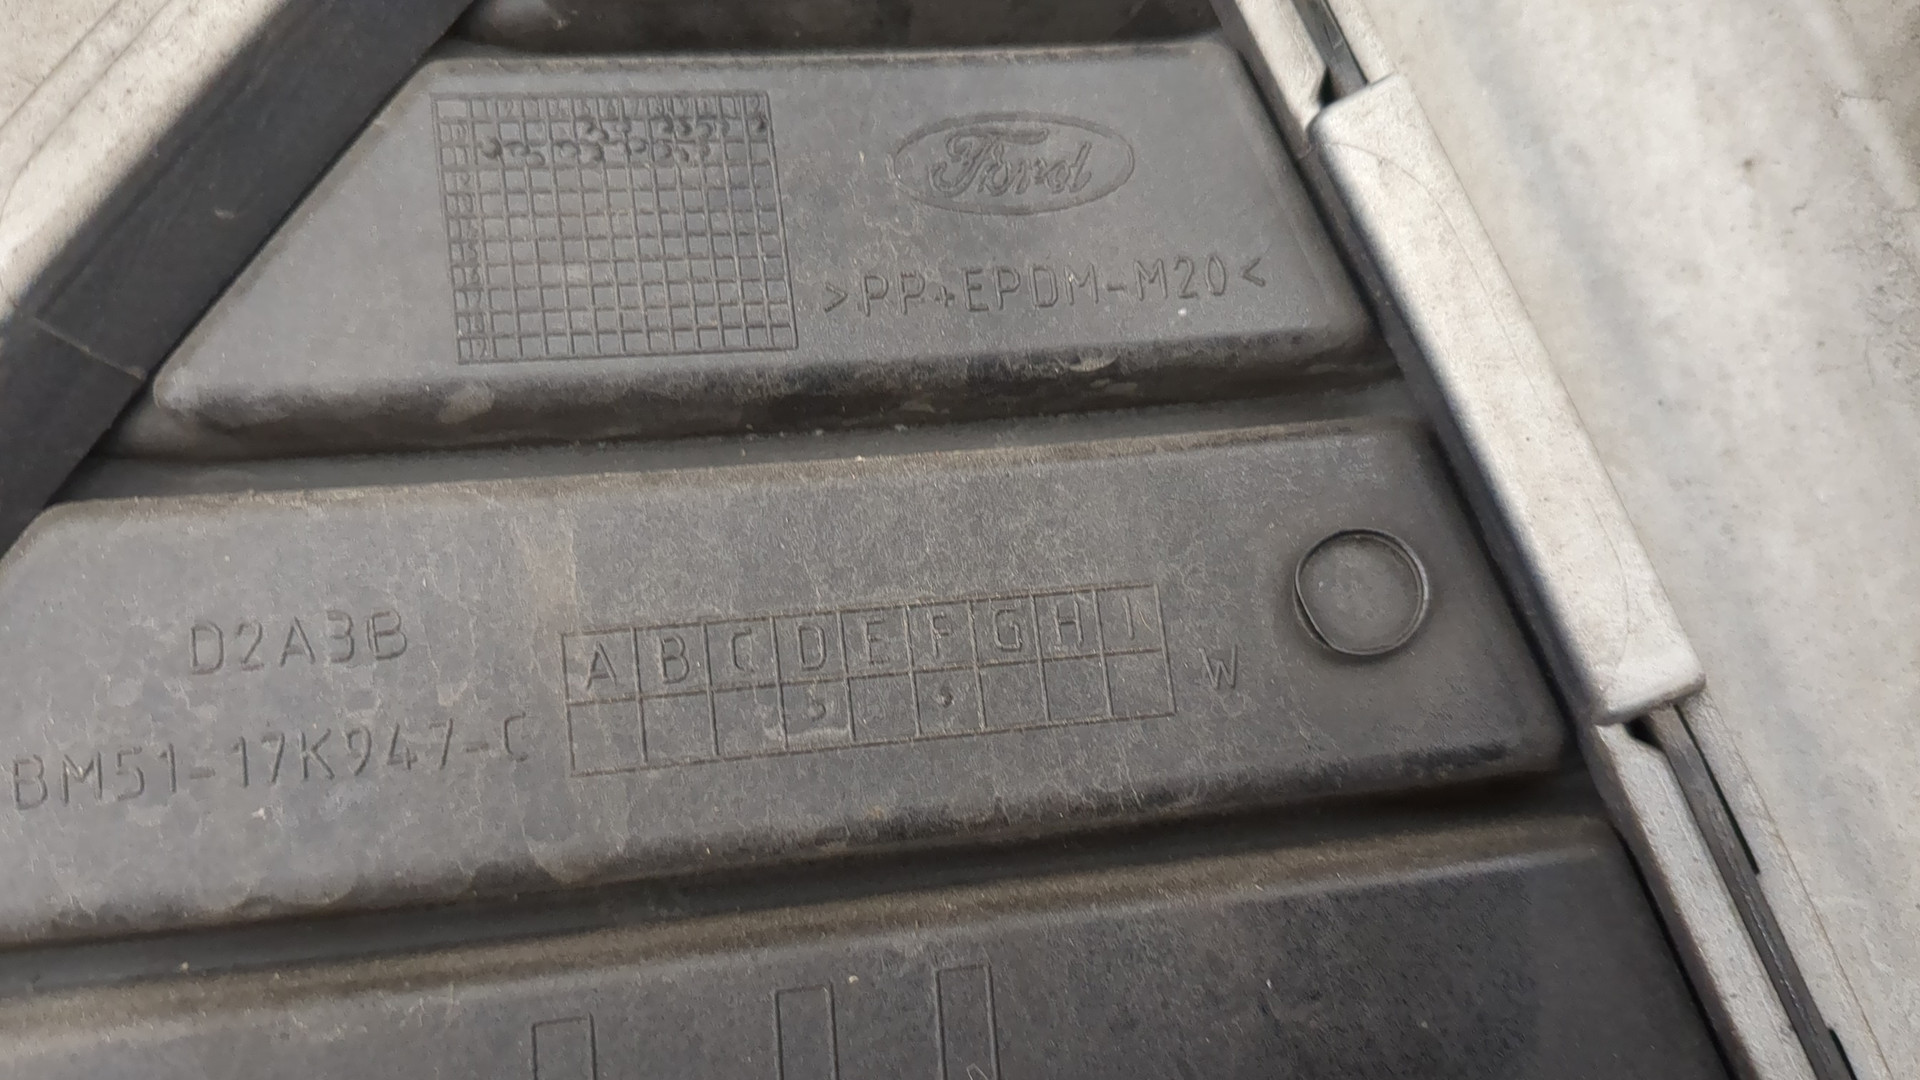 Ford
>PP+EPDM-M20<
D2A3B
A B C D E F G H I
W
BM51-17K947-C